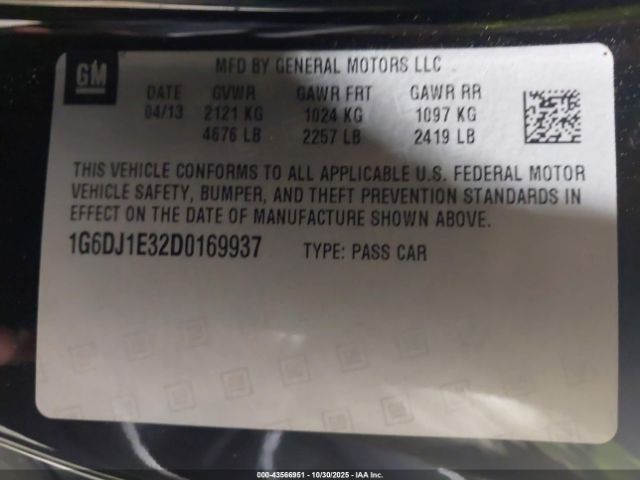 GM
MFD BY GENERAL MOTORS LLC
DATE GVWR GAWR FRT GAWR RR
04/13 2121 KG 1024 KG 1097 KG
4676 LB 2257 LB 2419 LB
THIS VEHICLE CONFORMS TO ALL APPLICABLE U.S. FEDERAL MOTOR
VEHICLE SAFETY, BUMPER, AND THEFT PREVENTION STANDARDS IN
EFFECT ON THE DATE OF MANUFACTURE SHOWN ABOVE.
1G6DJ1E32D0169937 TYPE: PASS CAR
000-43566951 - 10/30/2025 - IAA Inc.